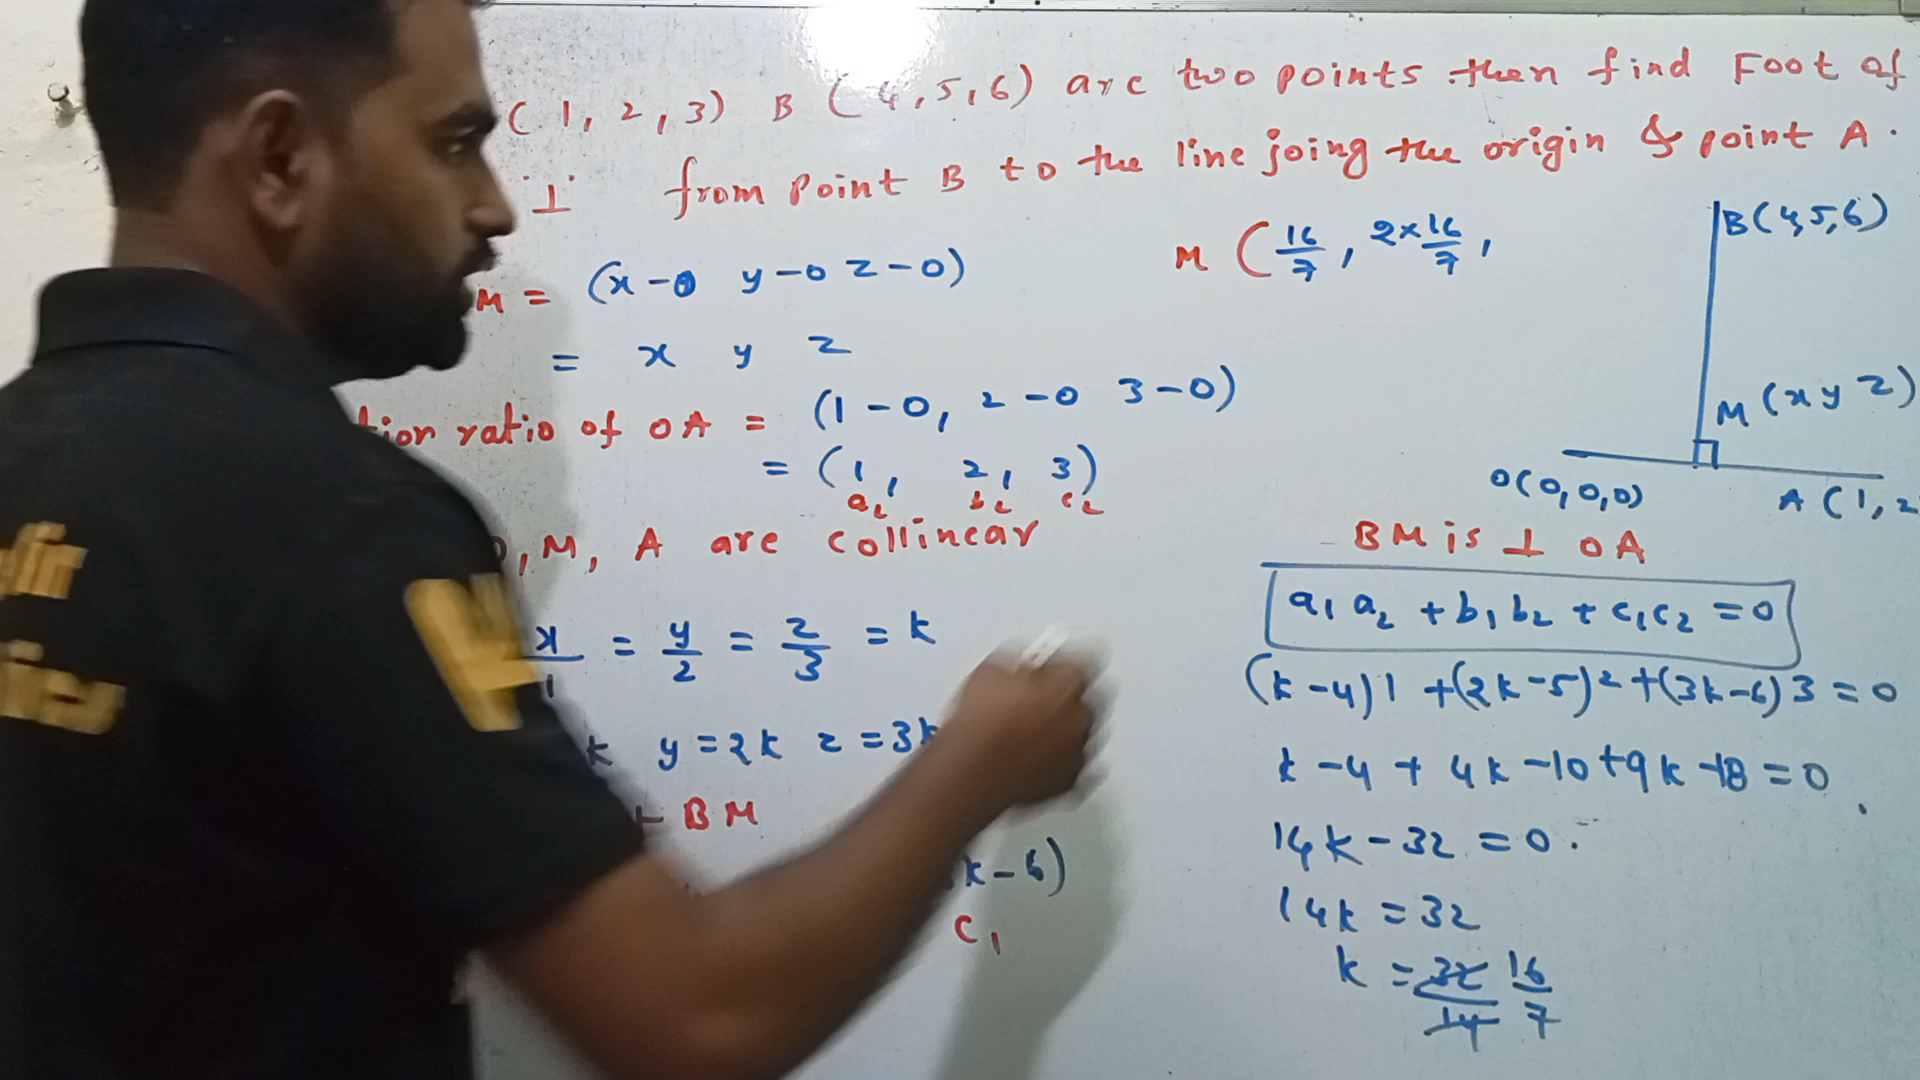 ( 1, 2, 3) B ( 4, 5, 6) are two points then find Foot of
⊥ from point B to the line joing the origin & point A.
M = (x-0 y-0 z-0)
= x y z
tion ratio of OA = (1-0, 2-0 3-0)
= (1, 2, 3)
a2 b2 c2
, M, A are collinear
x/1 = y/2 = z/3 = k
k y=2k z=3k
BM
k-6)
c1
M (16/7, 2×16/7,
B(4,5,6)
M (x y z)
O(0,0,0) A (1, 2
BM is ⊥ OA
a1 a2 + b1 b2 + c1 c2 = 0
(k-4)1 +(2k-5)2+(3k-6)3 = 0
k-4+4k-10+9k-18=0
14k-32=0.
14k=32
k = 32/14 16/7